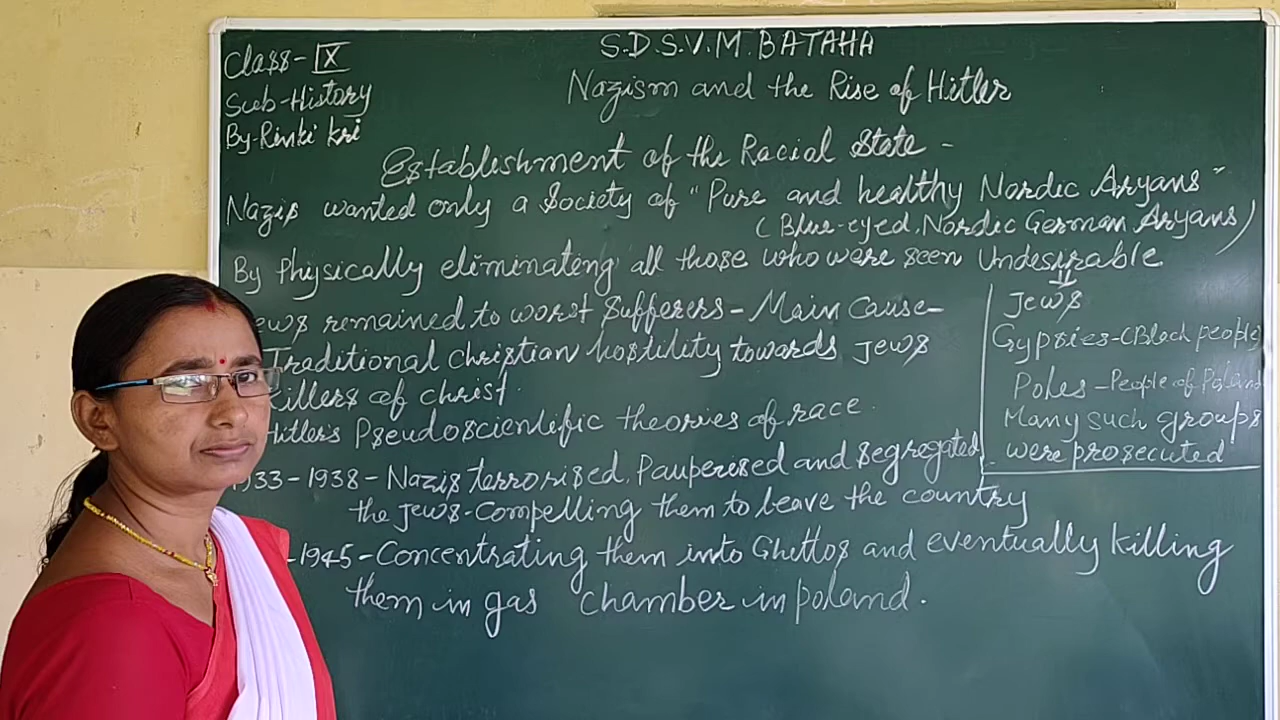 S.D.S.V.M. BATAHA
Class- IX
Sub-History
By-Rinki kri
Nazism and the Rise of Hitler
Establishment of the Racial State -
Nazis wanted only a Society of "Pure and healthy Nordic Aryans"
(Blue-eyed, Nordic German Aryans)
By Physically eliminateng all those who were seen Undesirable
ews remained to worst Sufferers - Main Cause-
Traditional Christian hostility towards Jews
illers of christ.
Hitler's Pseudoscientific theories of race.
933-1938- Nazis terrorised, Pauperised and segregated
the Jews-Compelling them to leave the country
-1945-Concentrating them into Ghettos and eventually killing
them in gas chamber in poland.
Jews
Gypsies-(Black people)
Poles - People of Poland
Many such groups
were prosecuted